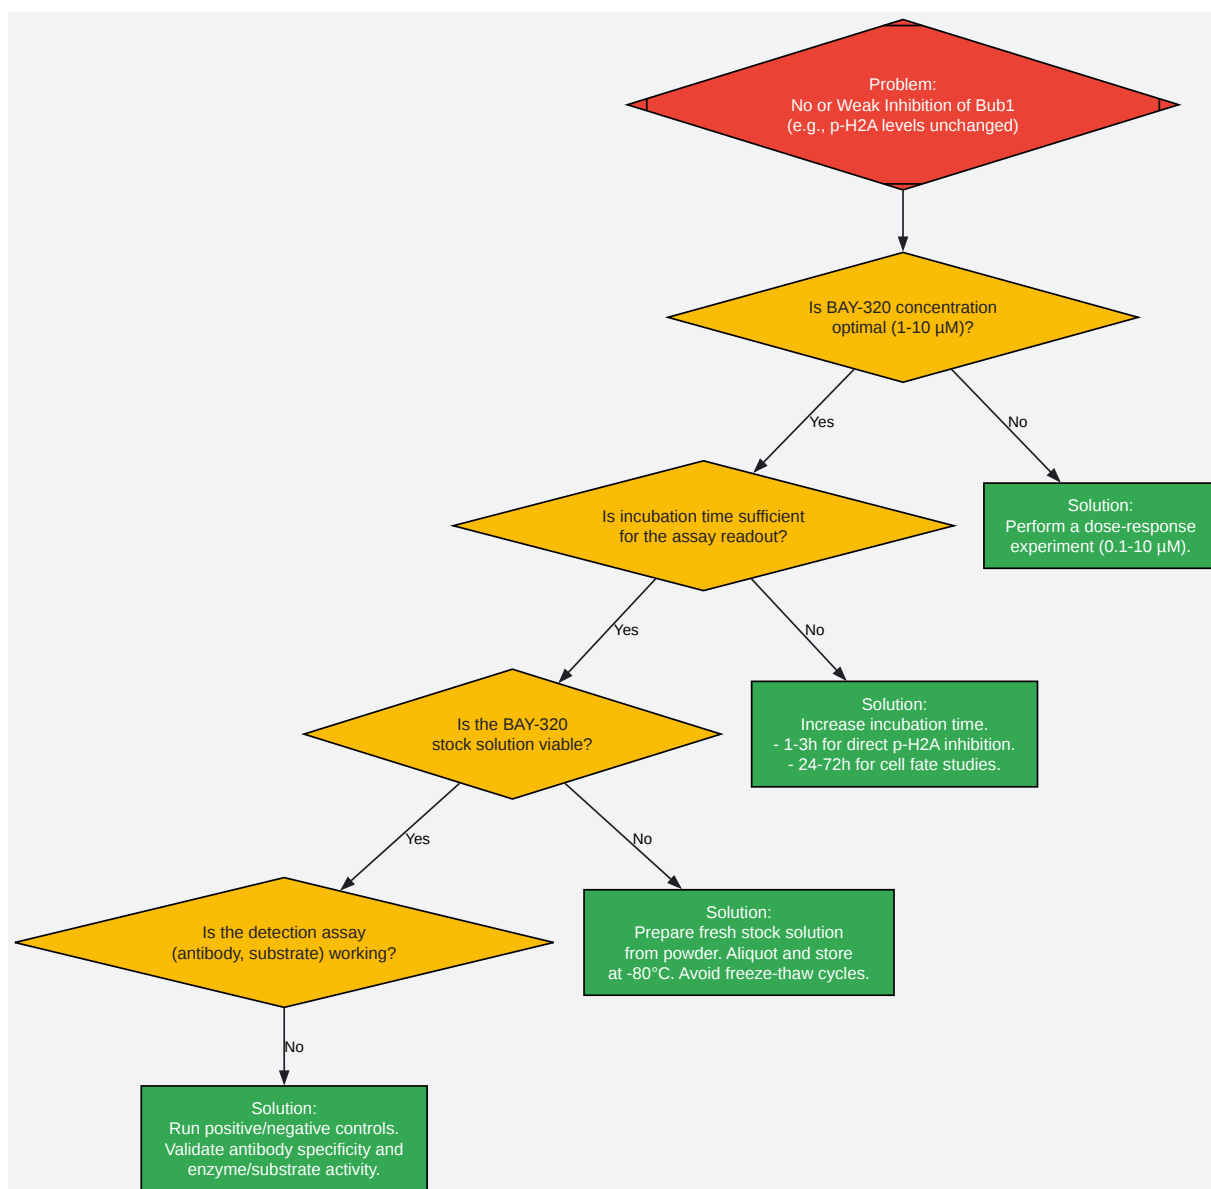 Problem:
No or Weak Inhibition of Bub1
(e.g., p-H2A levels unchanged)
Is BAY-320 concentration
optimal (1-10 µM)?
Yes
No
Is incubation time sufficient
for the assay readout?
Solution:
Perform a dose-response
experiment (0.1-10 µM).
Yes
No
Is the BAY-320
stock solution viable?
Solution:
Increase incubation time.
- 1-3h for direct p-H2A inhibition.
- 24-72h for cell fate studies.
Yes
No
Is the detection assay
(antibody, substrate) working?
Solution:
Prepare fresh stock solution
from powder. Aliquot and store
at -80°C. Avoid freeze-thaw cycles.
No
Solution:
Run positive/negative controls.
Validate antibody specificity and
enzyme/substrate activity.